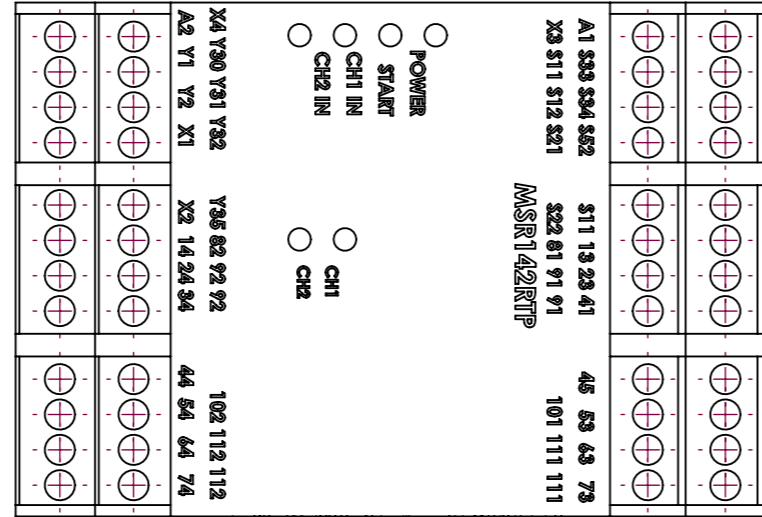 A1 S33 S34 S52
S11 13 23 41
45 53 63 73
X3 S11 S12 S21
S22 81 91 91
101 111 111
MSR142RTP
POWER
START
CH1 IN
CH2 IN
CH1
CH2
X4 Y30 Y31 Y32
Y35 82 92 92
102 112 112
A2 Y1 Y2 X1
X2 14 24 34
44 54 64 74